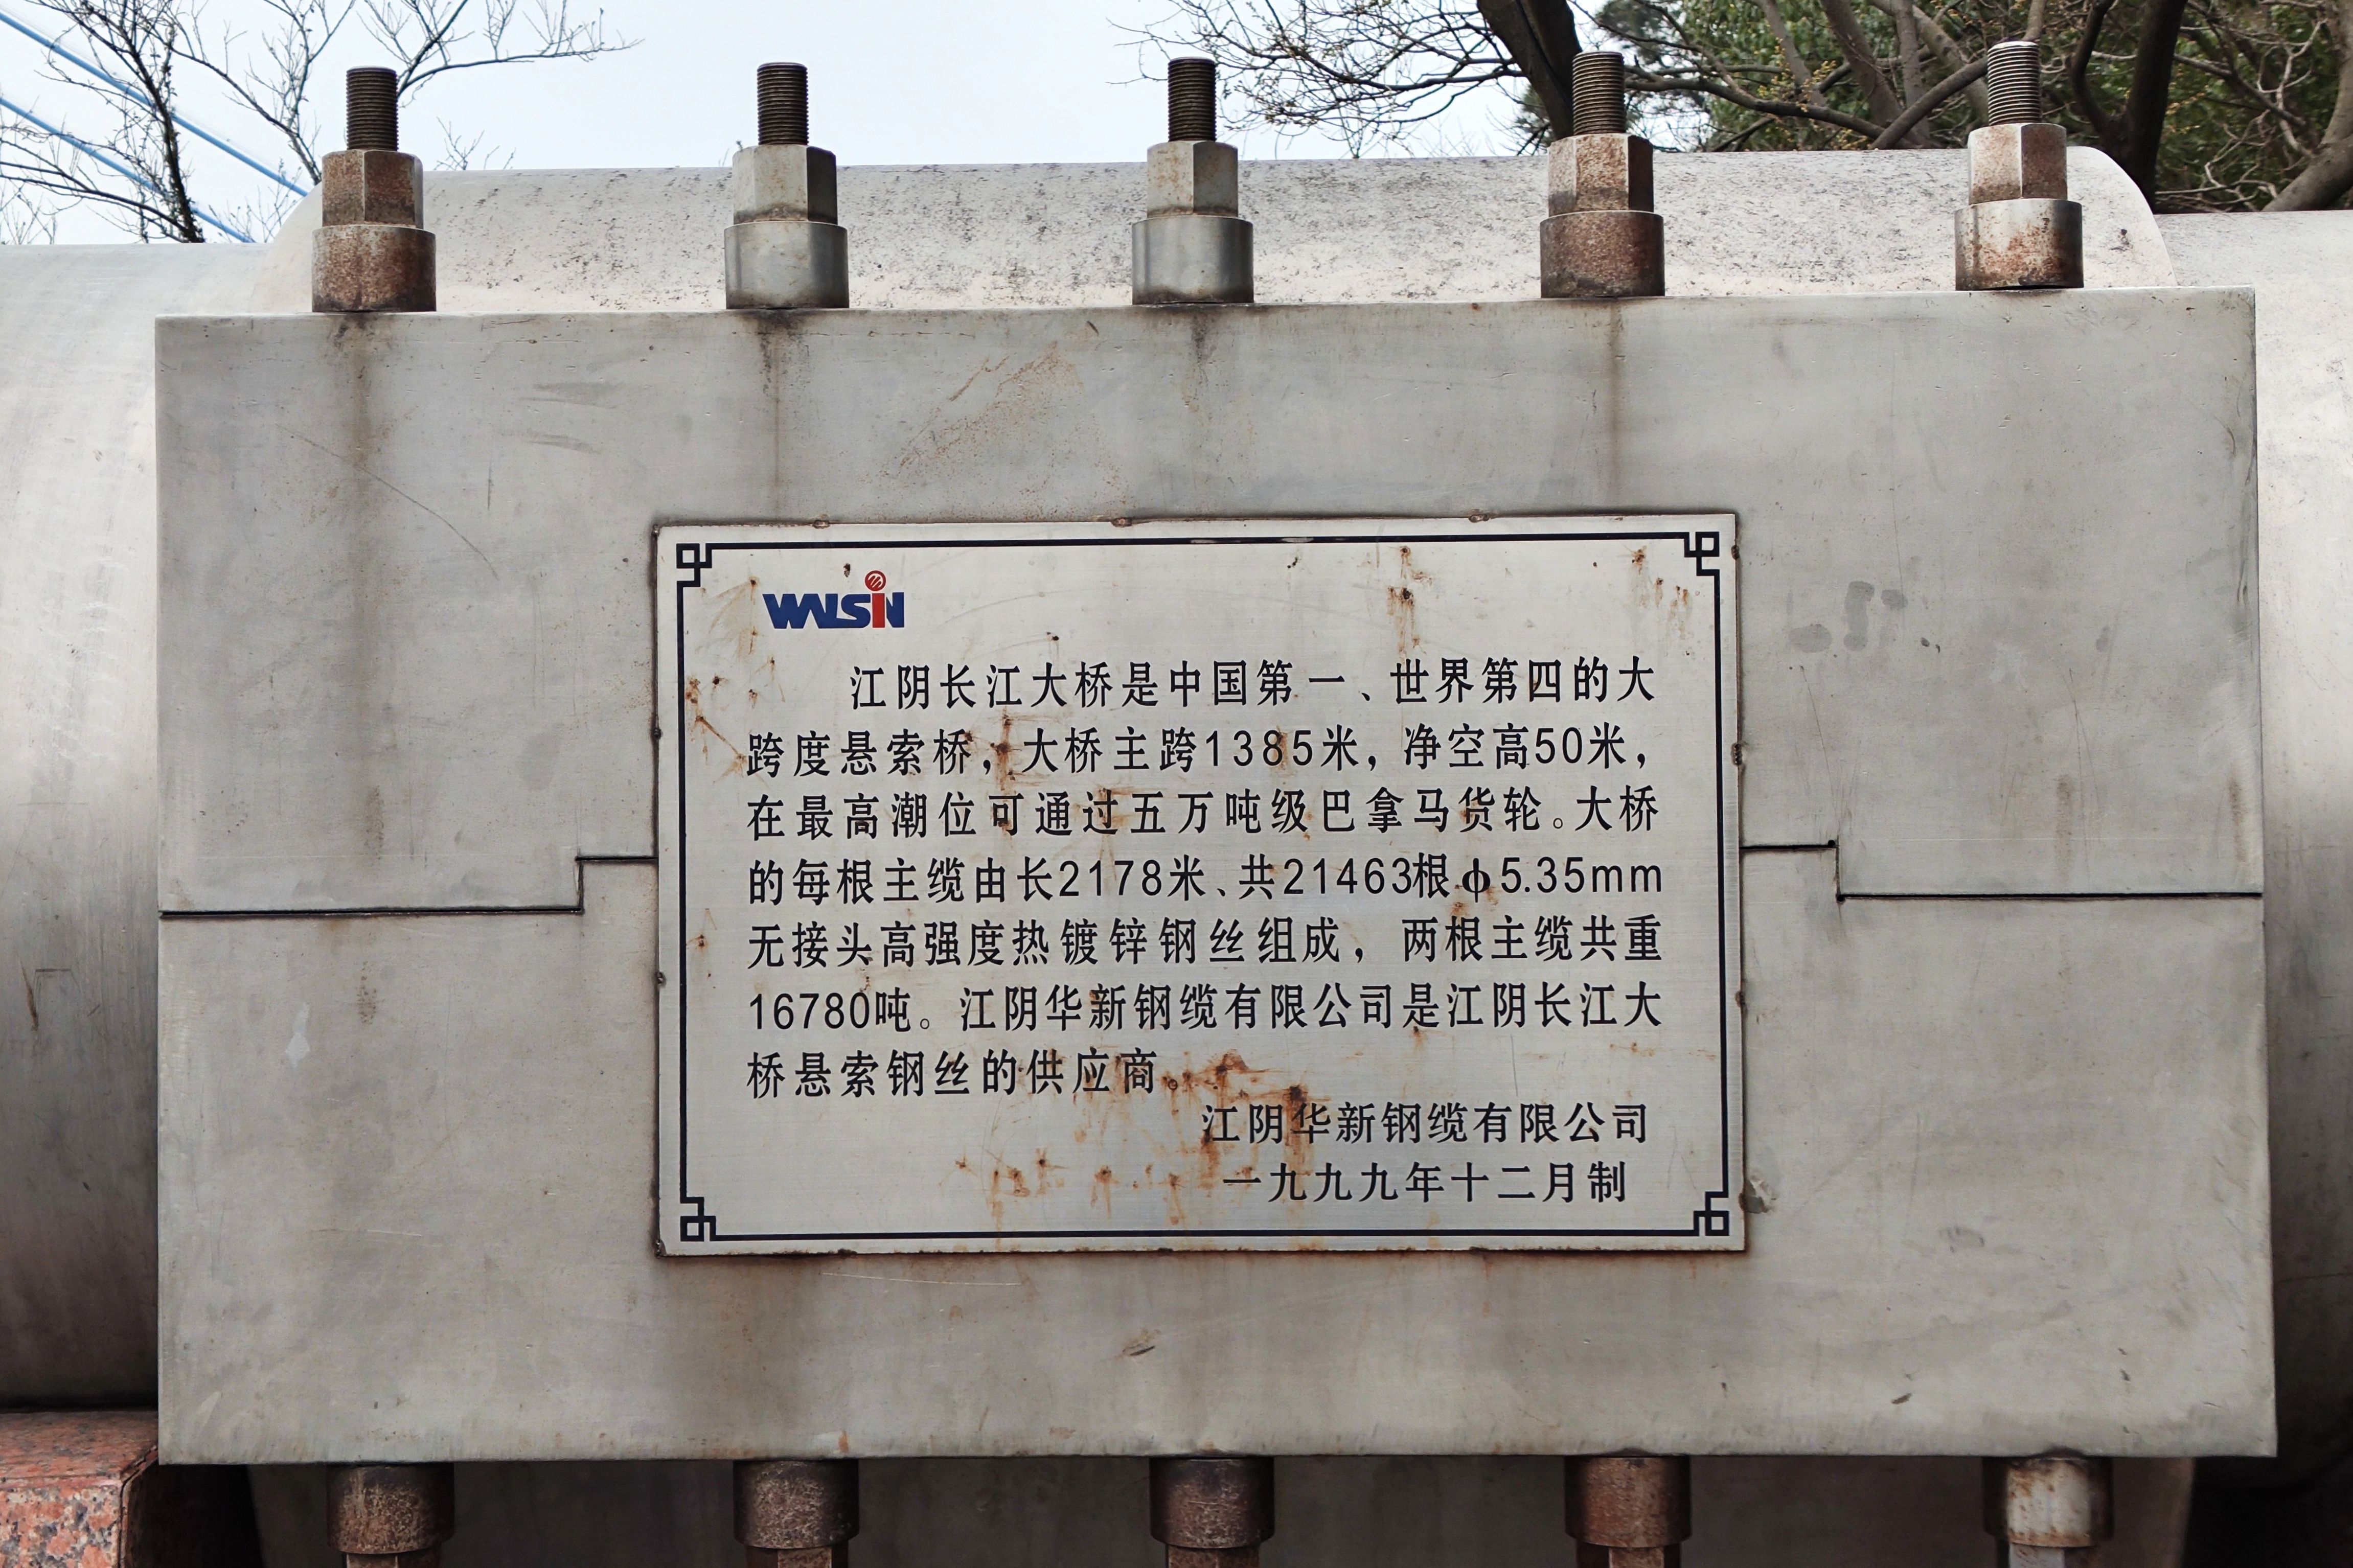 WALSIN
江阴长江大桥是中国第一、世界第四的大
跨度悬索桥，大桥主跨1385米，净空高50米，
在最高潮位可通过五万吨级巴拿马货轮。大桥
的每根主缆由长2178米、共21463根ф5.35mm
无接头高强度热镀锌钢丝组成，两根主缆共重
16780吨。江阴华新钢缆有限公司是江阴长江大
桥悬索钢丝的供应商。
江阴华新钢缆有限公司
一九九九年十二月制